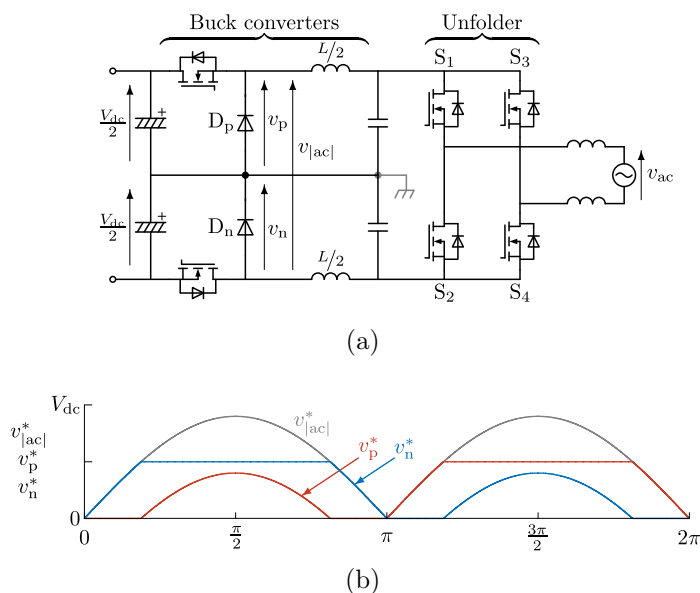 Buck converters Unfolder
L/2 S1 S3
+
Vdc/2 Dp vp v|ac| vac
+
Vdc/2 Dn vn
L/2 S2 S4
(a)
Vdc
v*|ac| v*|ac|
v*p v*p v*n
v*n
0
0 π/2 π 3π/2 2π
(b)